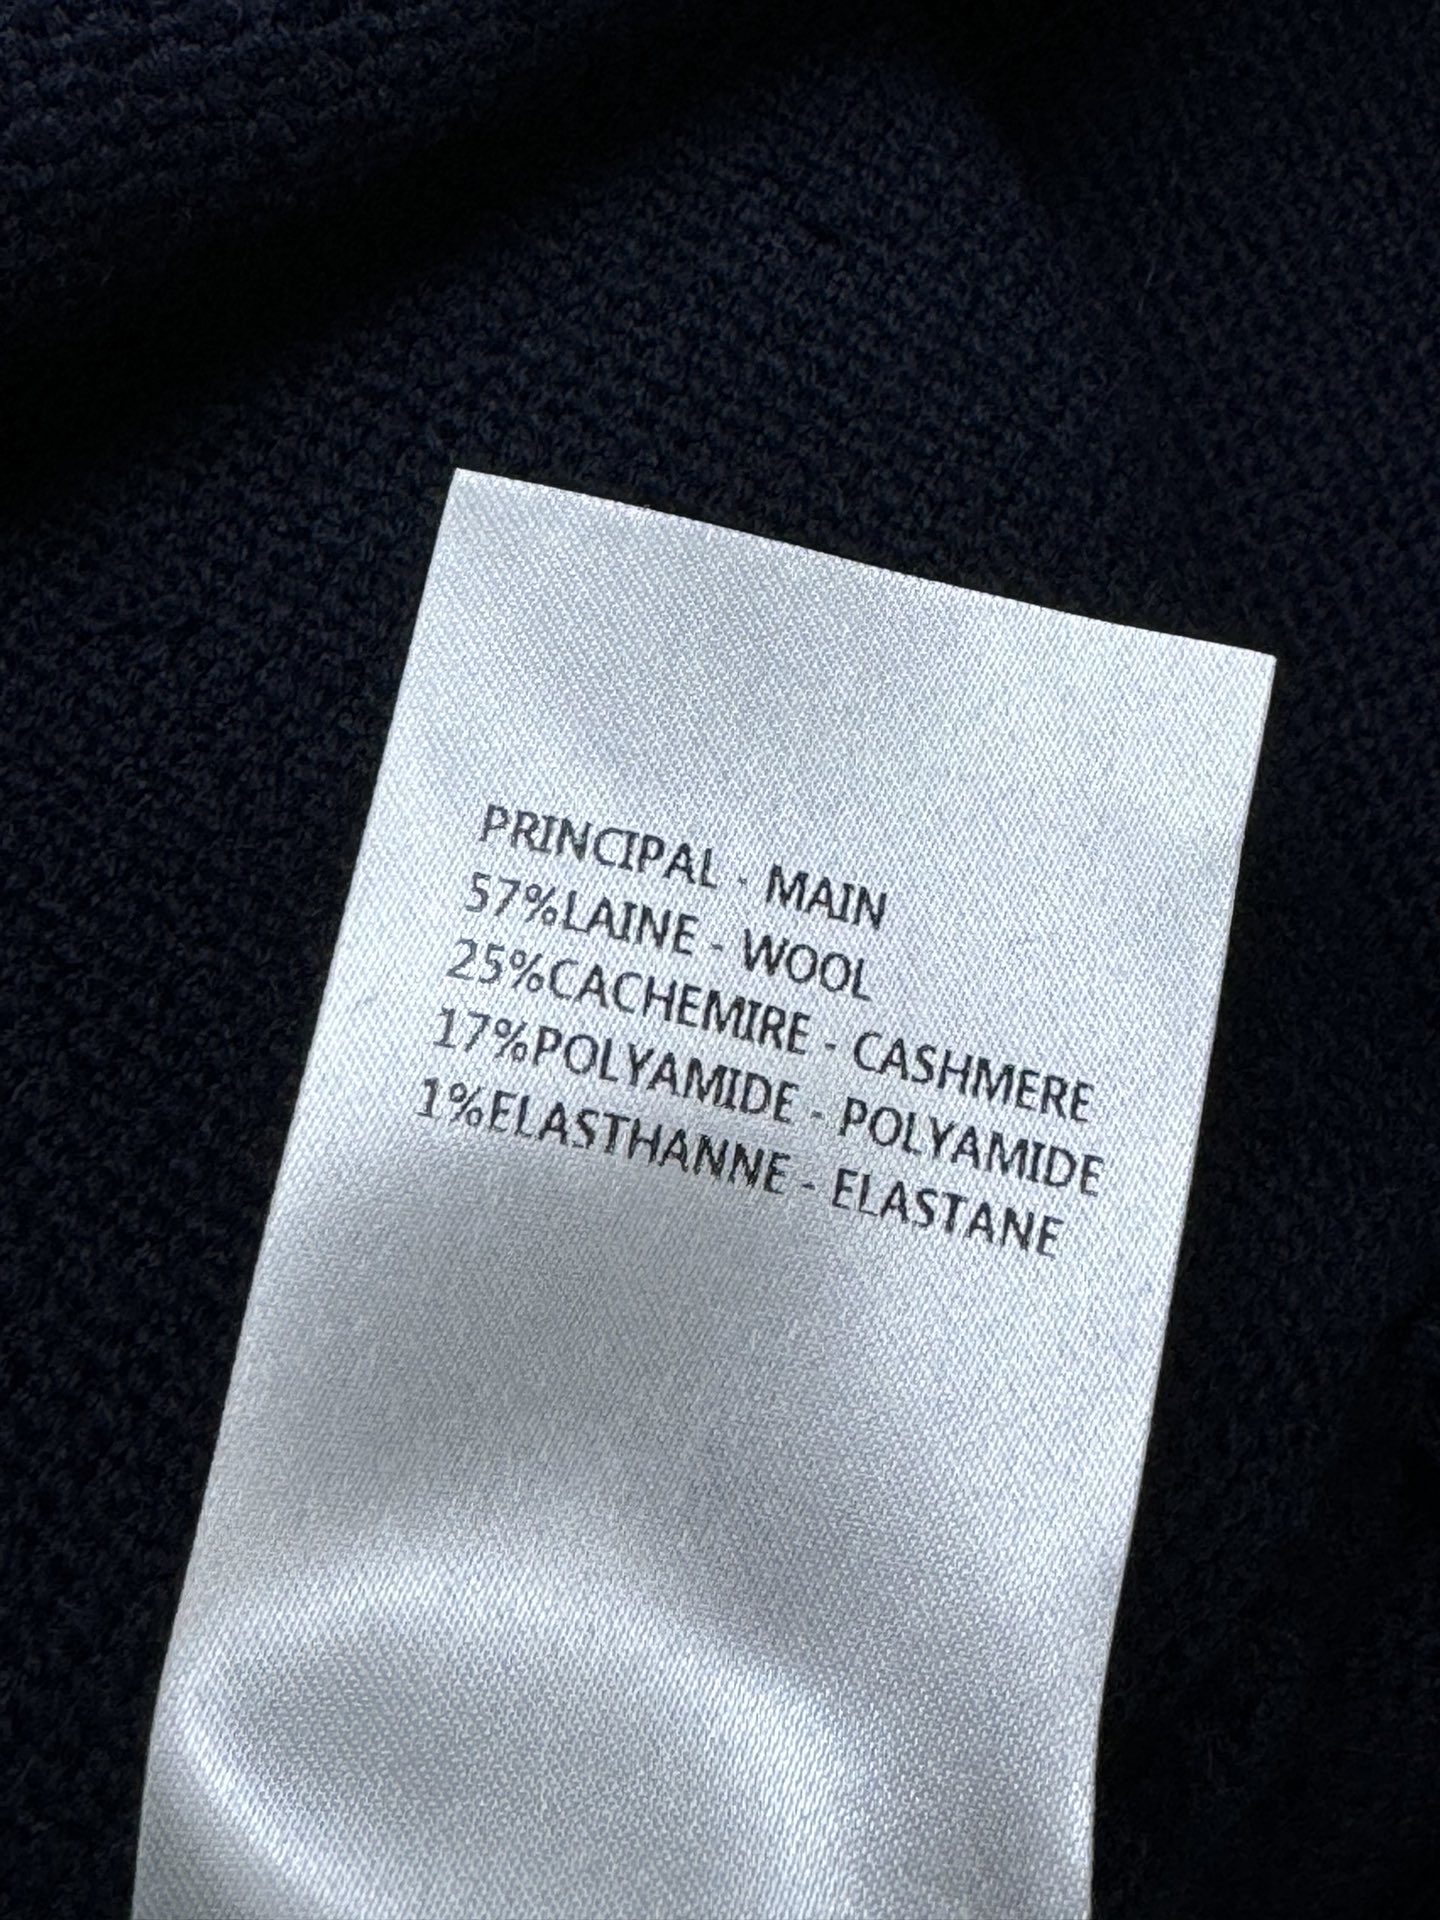 PRINCIPAL - MAIN
57%LAINE - WOOL
25%CACHEMIRE - CASHMERE
17%POLYAMIDE - POLYAMIDE
1%ELASTHANNE - ELASTANE